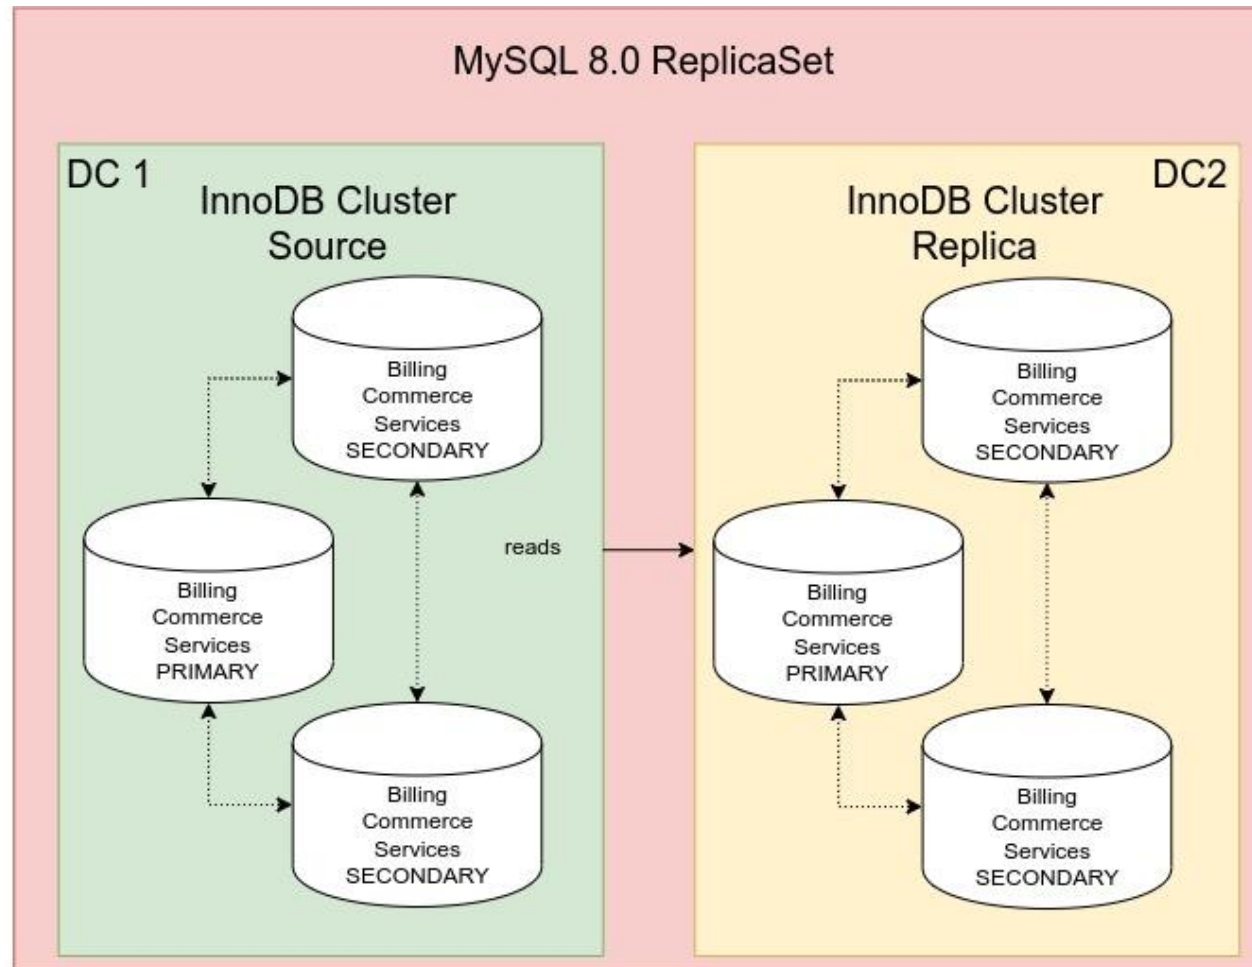 MySQL 8.0 ReplicaSet
DC 1
InnoDB Cluster
Source
Billing
Commerce
Services
SECONDARY
Billing
Commerce
Services
PRIMARY
Billing
Commerce
Services
SECONDARY
reads
DC2
InnoDB Cluster
Replica
Billing
Commerce
Services
SECONDARY
Billing
Commerce
Services
PRIMARY
Billing
Commerce
Services
SECONDARY